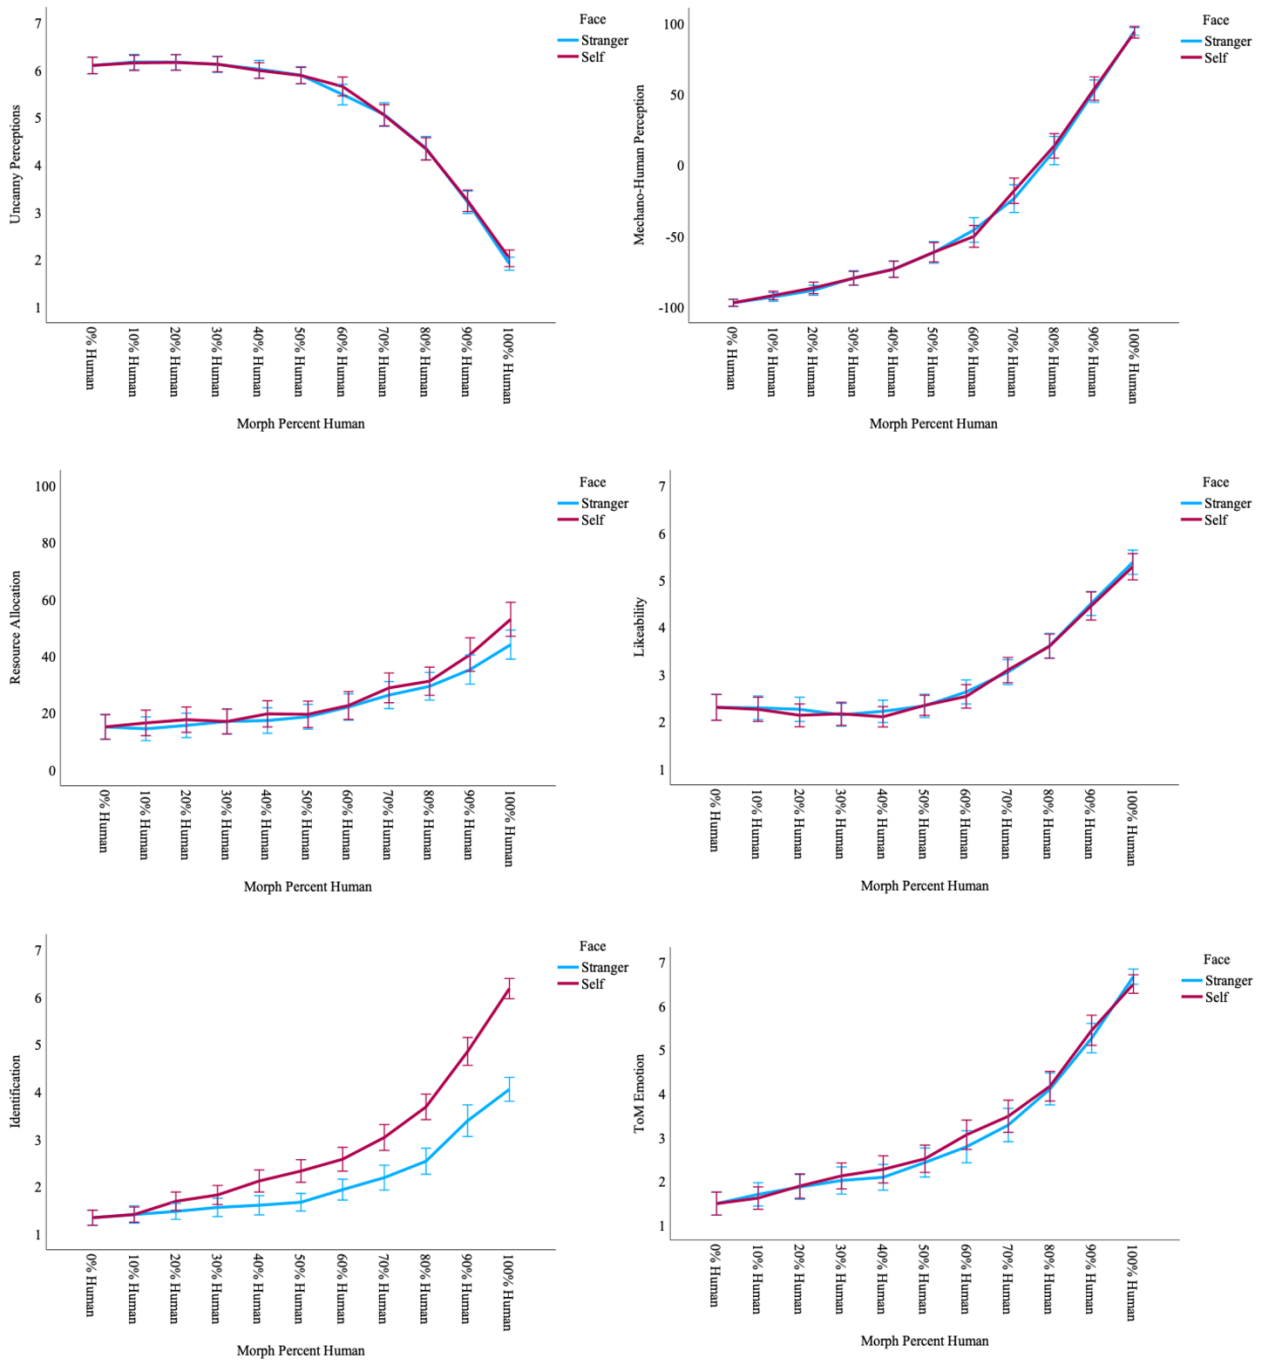 Uncanny Perceptions
7
6
5
4
3
2
1
0% Human
10% Human
20% Human
30% Human
40% Human
50% Human
60% Human
70% Human
80% Human
90% Human
100% Human
Morph Percent Human
Face
Stranger
Self
Mechano-Human Perception
100
50
0
-50
-100
0% Human
10% Human
20% Human
30% Human
40% Human
50% Human
60% Human
70% Human
80% Human
90% Human
100% Human
Morph Percent Human
Face
Stranger
Self
Resource Allocation
100
80
60
40
20
0
0% Human
10% Human
20% Human
30% Human
40% Human
50% Human
60% Human
70% Human
80% Human
90% Human
100% Human
Morph Percent Human
Face
Stranger
Self
Likeability
7
6
5
4
3
2
1
0% Human
10% Human
20% Human
30% Human
40% Human
50% Human
60% Human
70% Human
80% Human
90% Human
100% Human
Morph Percent Human
Face
Stranger
Self
Identification
7
6
5
4
3
2
1
0% Human
10% Human
20% Human
30% Human
40% Human
50% Human
60% Human
70% Human
80% Human
90% Human
100% Human
Morph Percent Human
Face
Stranger
Self
ToM Emotion
7
6
5
4
3
2
1
0% Human
10% Human
20% Human
30% Human
40% Human
50% Human
60% Human
70% Human
80% Human
90% Human
100% Human
Morph Percent Human
Face
Stranger
Self